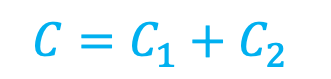 C = C₁ + C₂